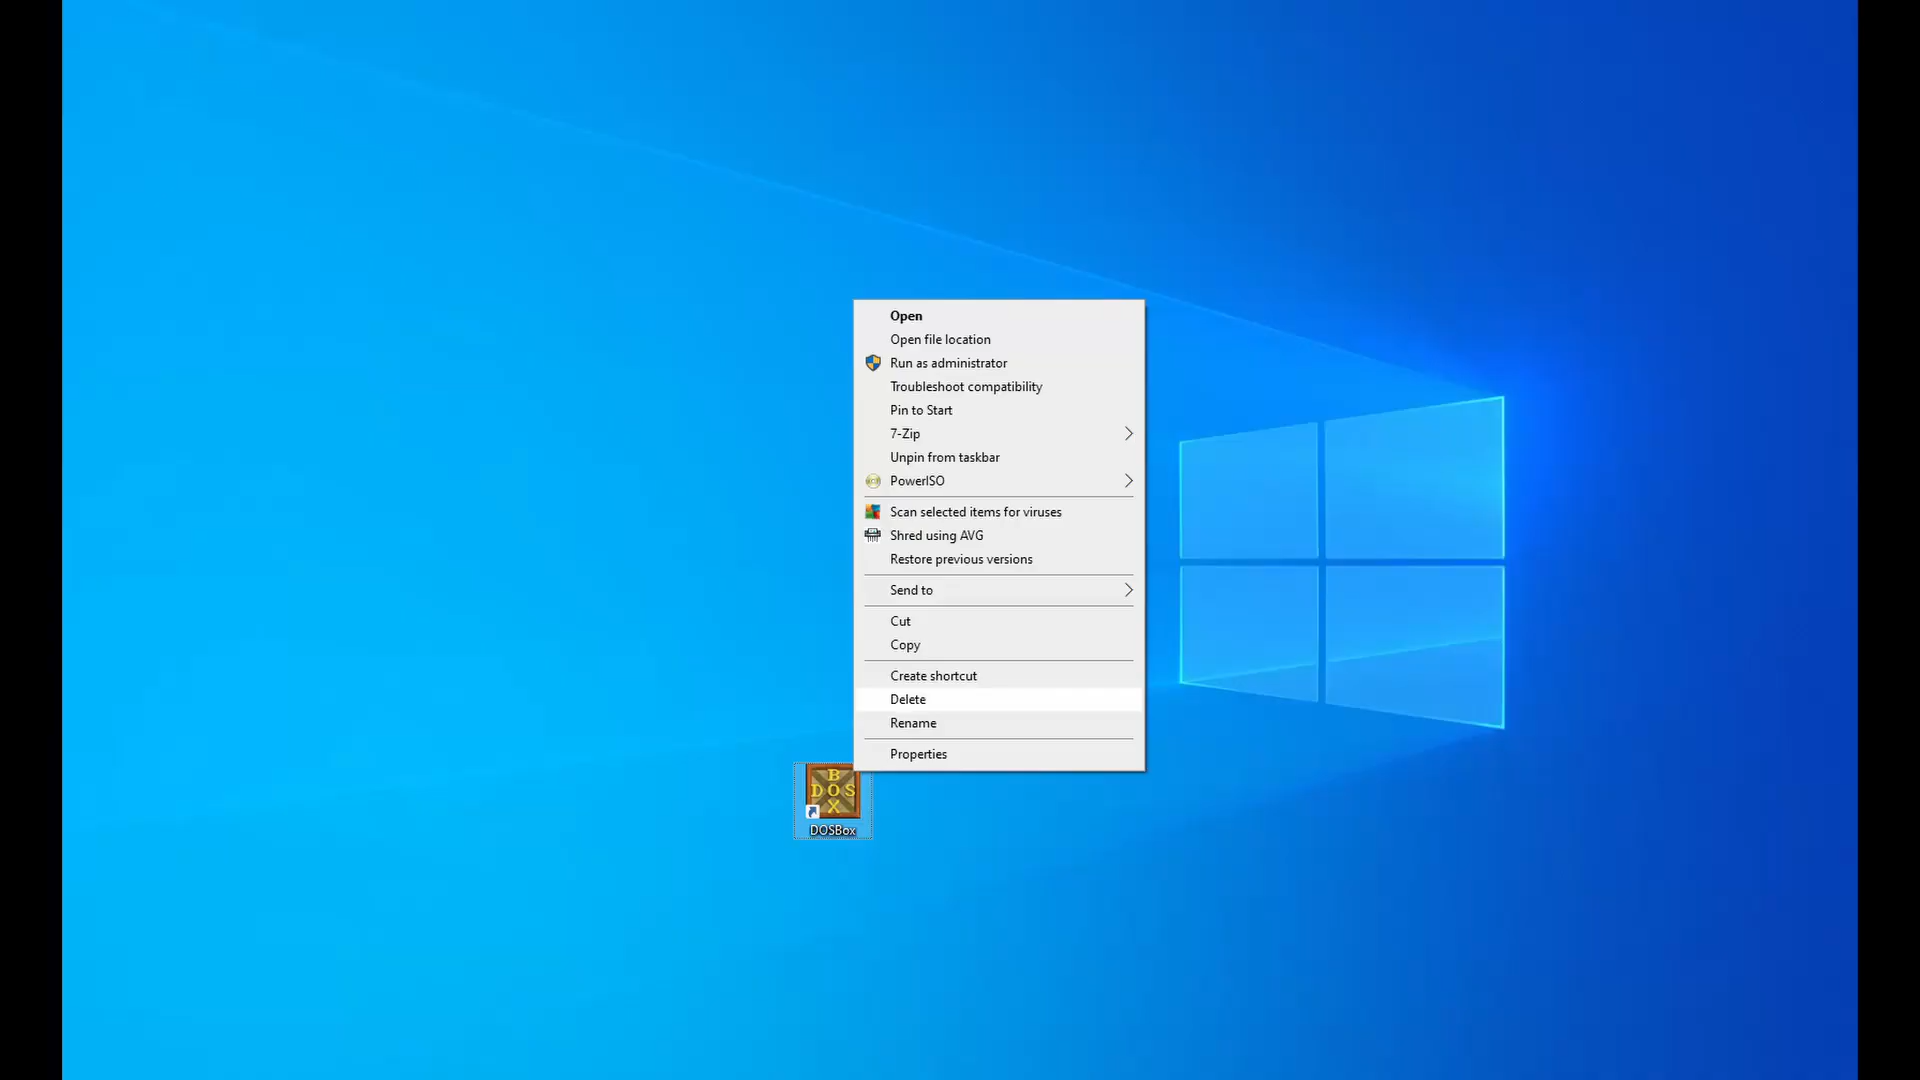 Open
Open file location
Run as administrator
Troubleshoot compatibility
Pin to Start
7-Zip
Unpin from taskbar
PowerISO
Scan selected items for viruses
Shred using AVG
Restore previous versions
Send to
Cut
Copy
Create shortcut
Delete
Rename
Properties
B
DOS
X
DOSBox